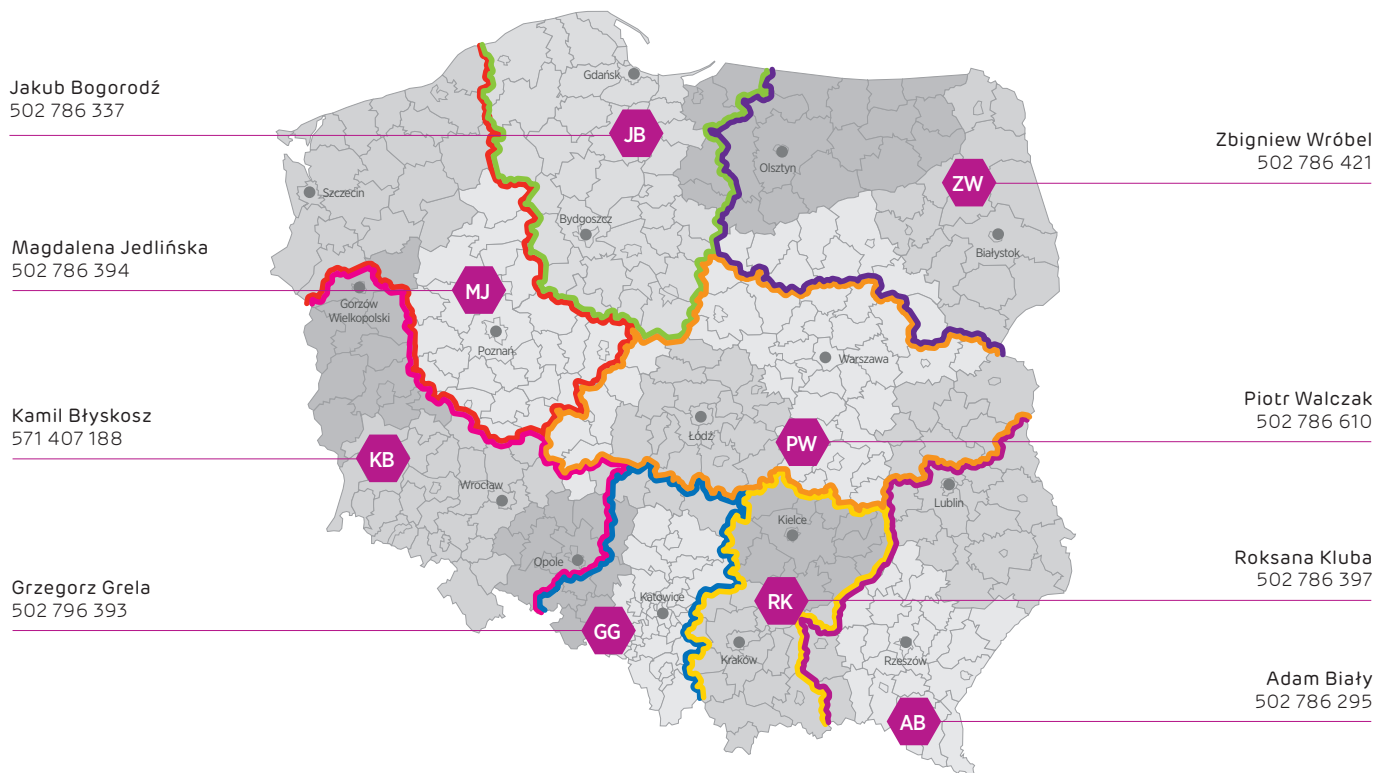 Jakub Bogorodź
502 786 337
Magdalena Jedlińska
502 786 394
Kamil Błyskosz
571 407 188
Grzegorz Grela
502 796 393
Zbigniew Wróbel
502 786 421
Piotr Walczak
502 786 610
Roksana Kluba
502 786 397
Adam Biały
502 786 295
Gdańsk
JB
Olsztyn
ZW
Szczecin
Bydgoszcz
Białystok
MJ
Gorzów
Wielkopolski
Poznań
Warszawa
Łódź
PW
KB
Wrocław
Lublin
Kielce
Opole
Katowice
RK
GG
Kraków
Rzeszów
AB